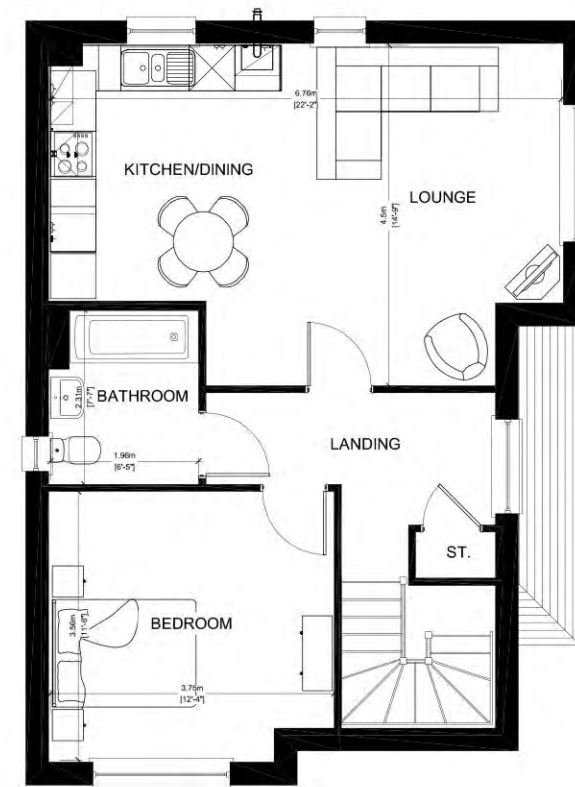 6.76m
[22'-2"]
KITCHEN/DINING
LOUNGE
4.5m
[14'-9"]
BATHROOM
2.31m
[7'-7"]
1.96m
[6'-5"]
LANDING
ST.
BEDROOM
3.56m
[11'-8"]
3.75m
[12'-4"]